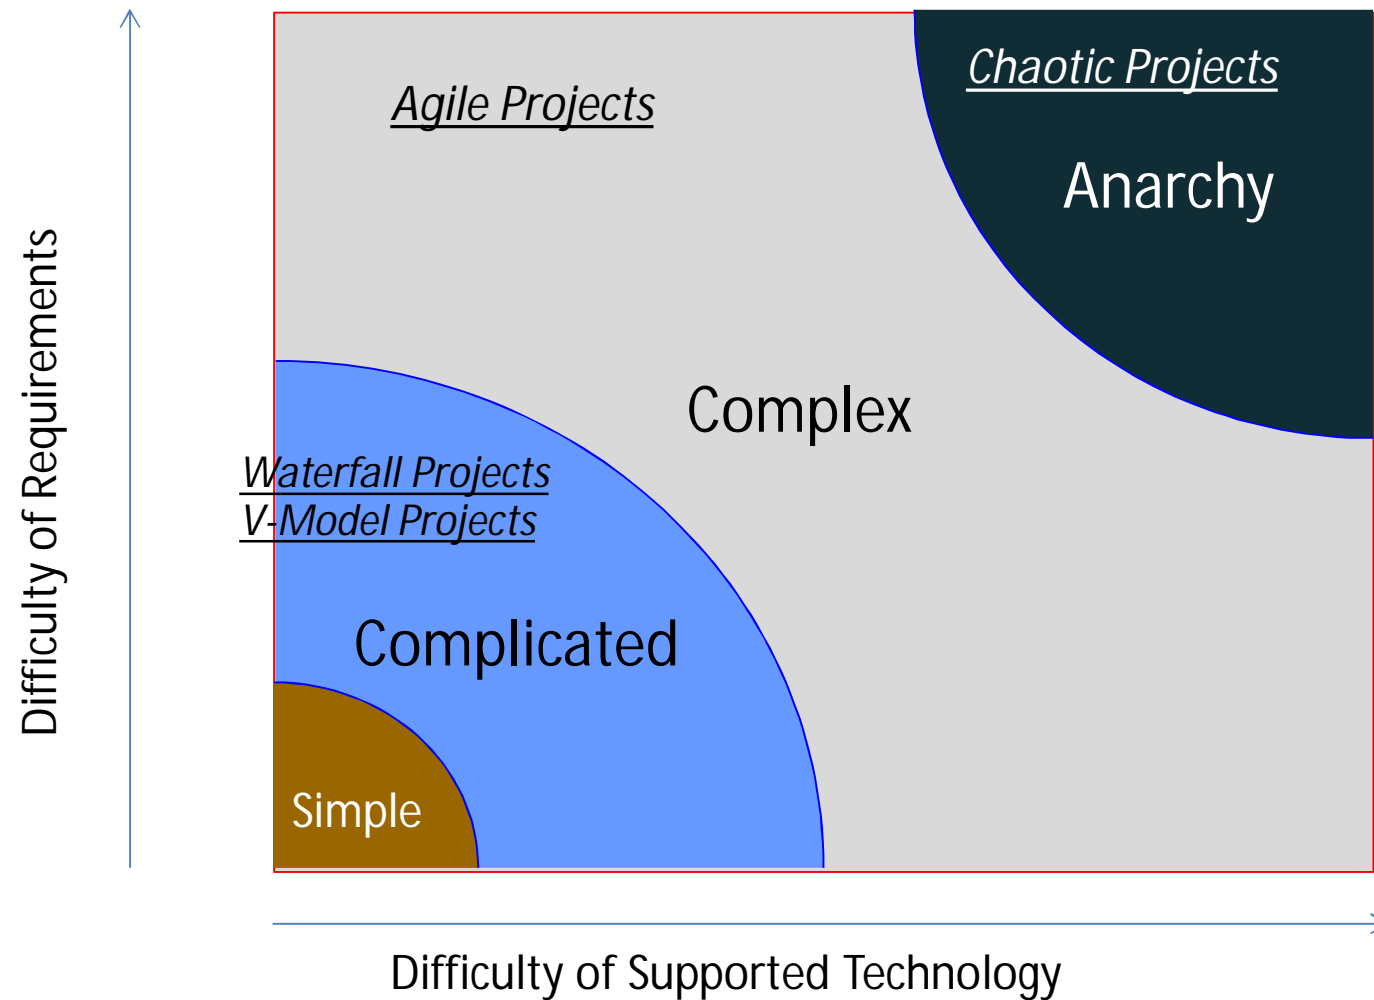 Chaotic Projects
Agile Projects
Anarchy
Difficulty of Requirements
Complex
Waterfall Projects
V-Model Projects
Complicated
Simple
Difficulty of Supported Technology